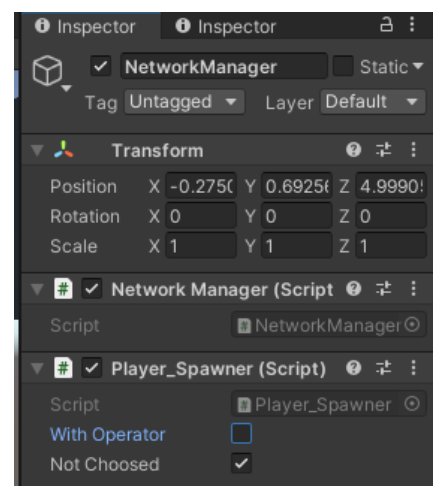 Inspector Inspector
NetworkManager Static
Tag Untagged Layer Default
Transform
Position X -0.275( Y 0.6925( Z 4.9990
Rotation X 0 Y 0 Z 0
Scale X 1 Y 1 Z 1
# Network Manager (Script
Script # NetworkManager
# Player_Spawner (Script)
Script # Player_Spawner
With Operator
Not Choosed